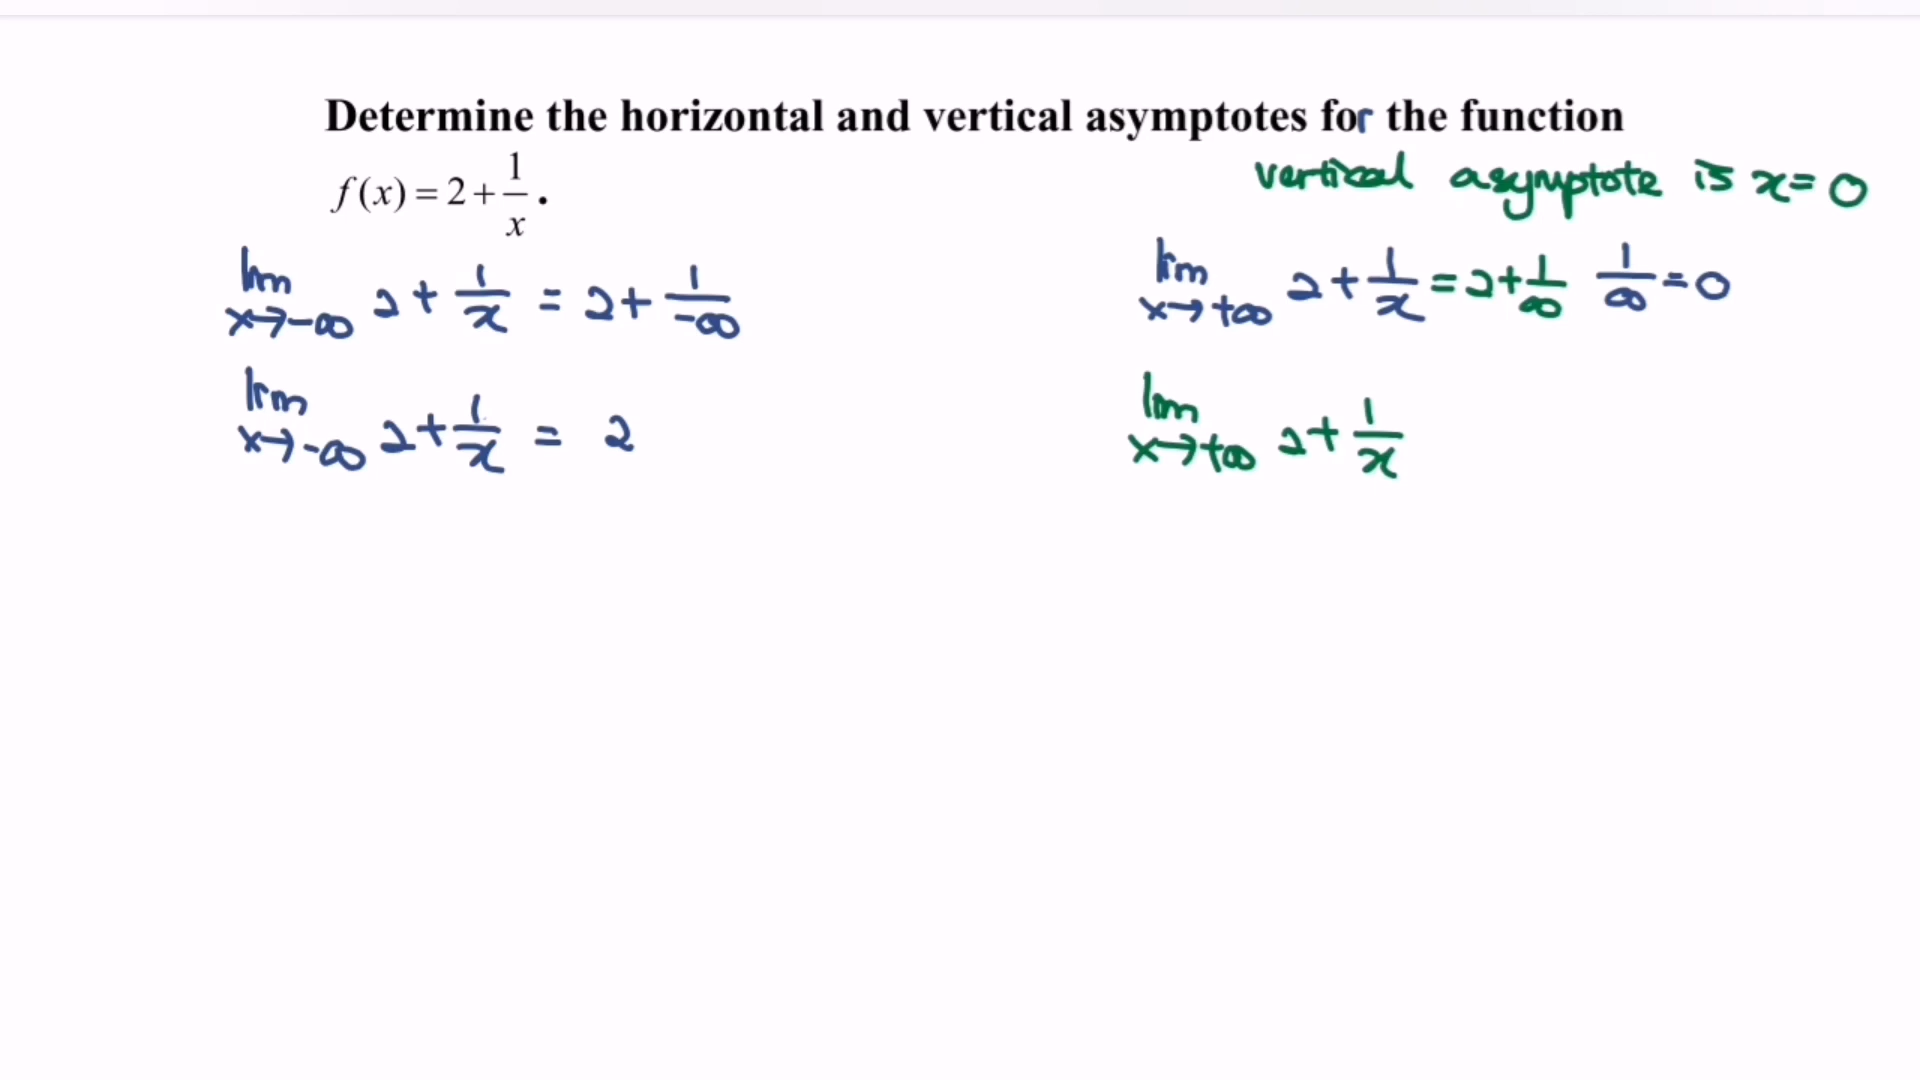 Determine the horizontal and vertical asymptotes for the function
f(x) = 2 + 1/x .
vertical asymptote is x = 0
lim x→-∞ 2 + 1/x = 2 + 1/-∞
lim x→+∞ 2 + 1/x = 2 + 1/∞ 1/∞ = 0
lim x→-∞ 2 + 1/x = 2
lim x→+∞ 2 + 1/x